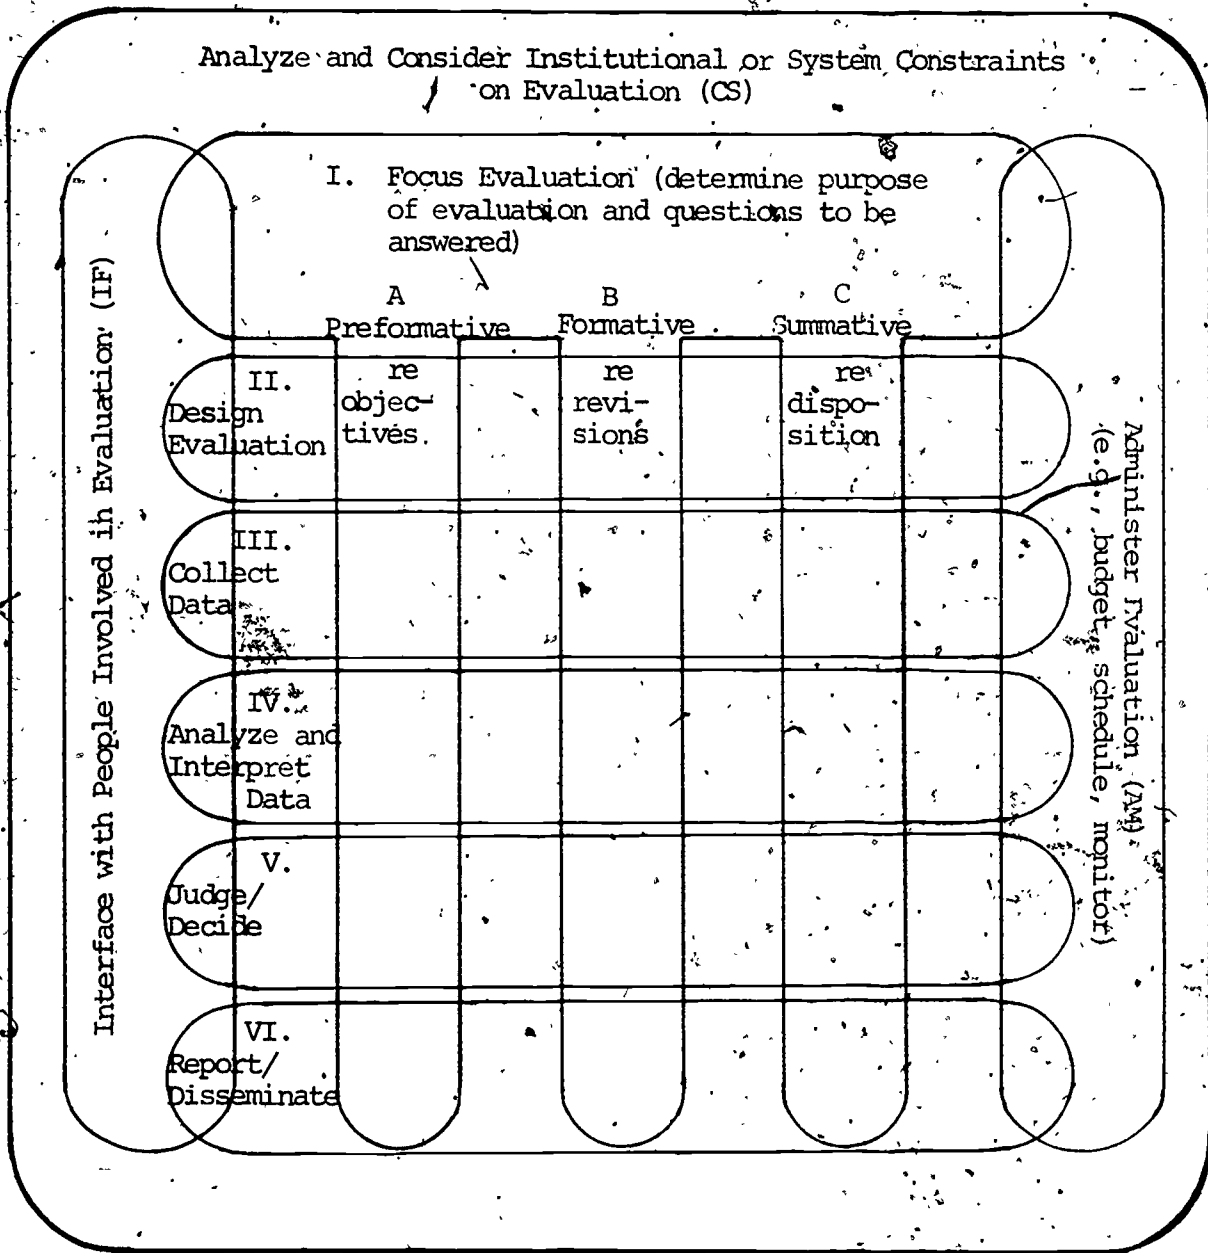 Analyze and Consider Institutional or System Constraints
on Evaluation (CS)
I. Focus Evaluation (determine purpose
of evaluation and questions to be
answered)
A
Preformative
B
Formative
C
Summative
re
objec-
tives.
re
revi-
sions
re
dispo-
sition
II.
Design
Evaluation
III.
Collect
Data
IV.
Analyze and
Interpret
Data
V.
Judge/
Decide
VI.
Report/
Disseminate
Interface with People Involved in Evaluation (IF)
Administer Evaluation (AM)
(e.g., budget, schedule, monitor)